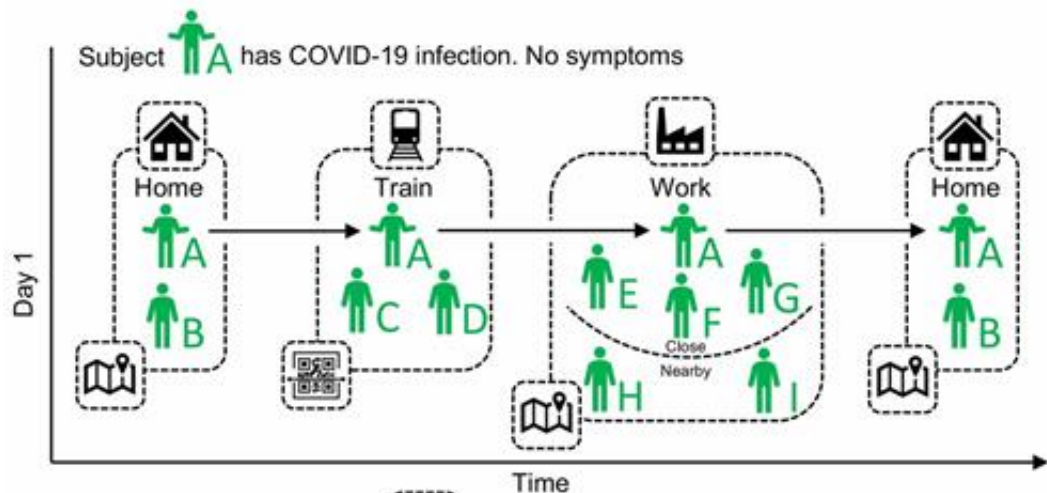 Subject A has COVID-19 infection. No symptoms
Home
Train
Work
Home
A
A
A
A
B
C
D
E
F
G
B
Close
Nearby
H
I
Day 1
Time